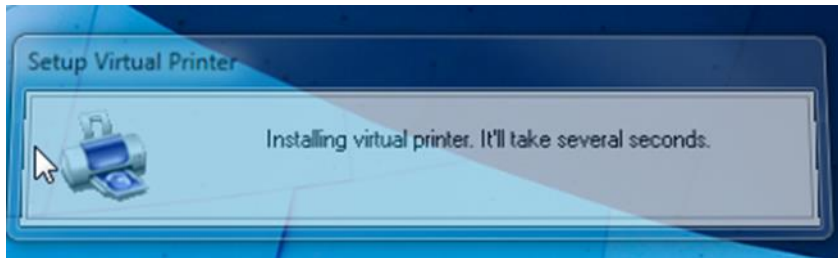 Setup Virtual Printer
Installing virtual printer. It'll take several seconds.